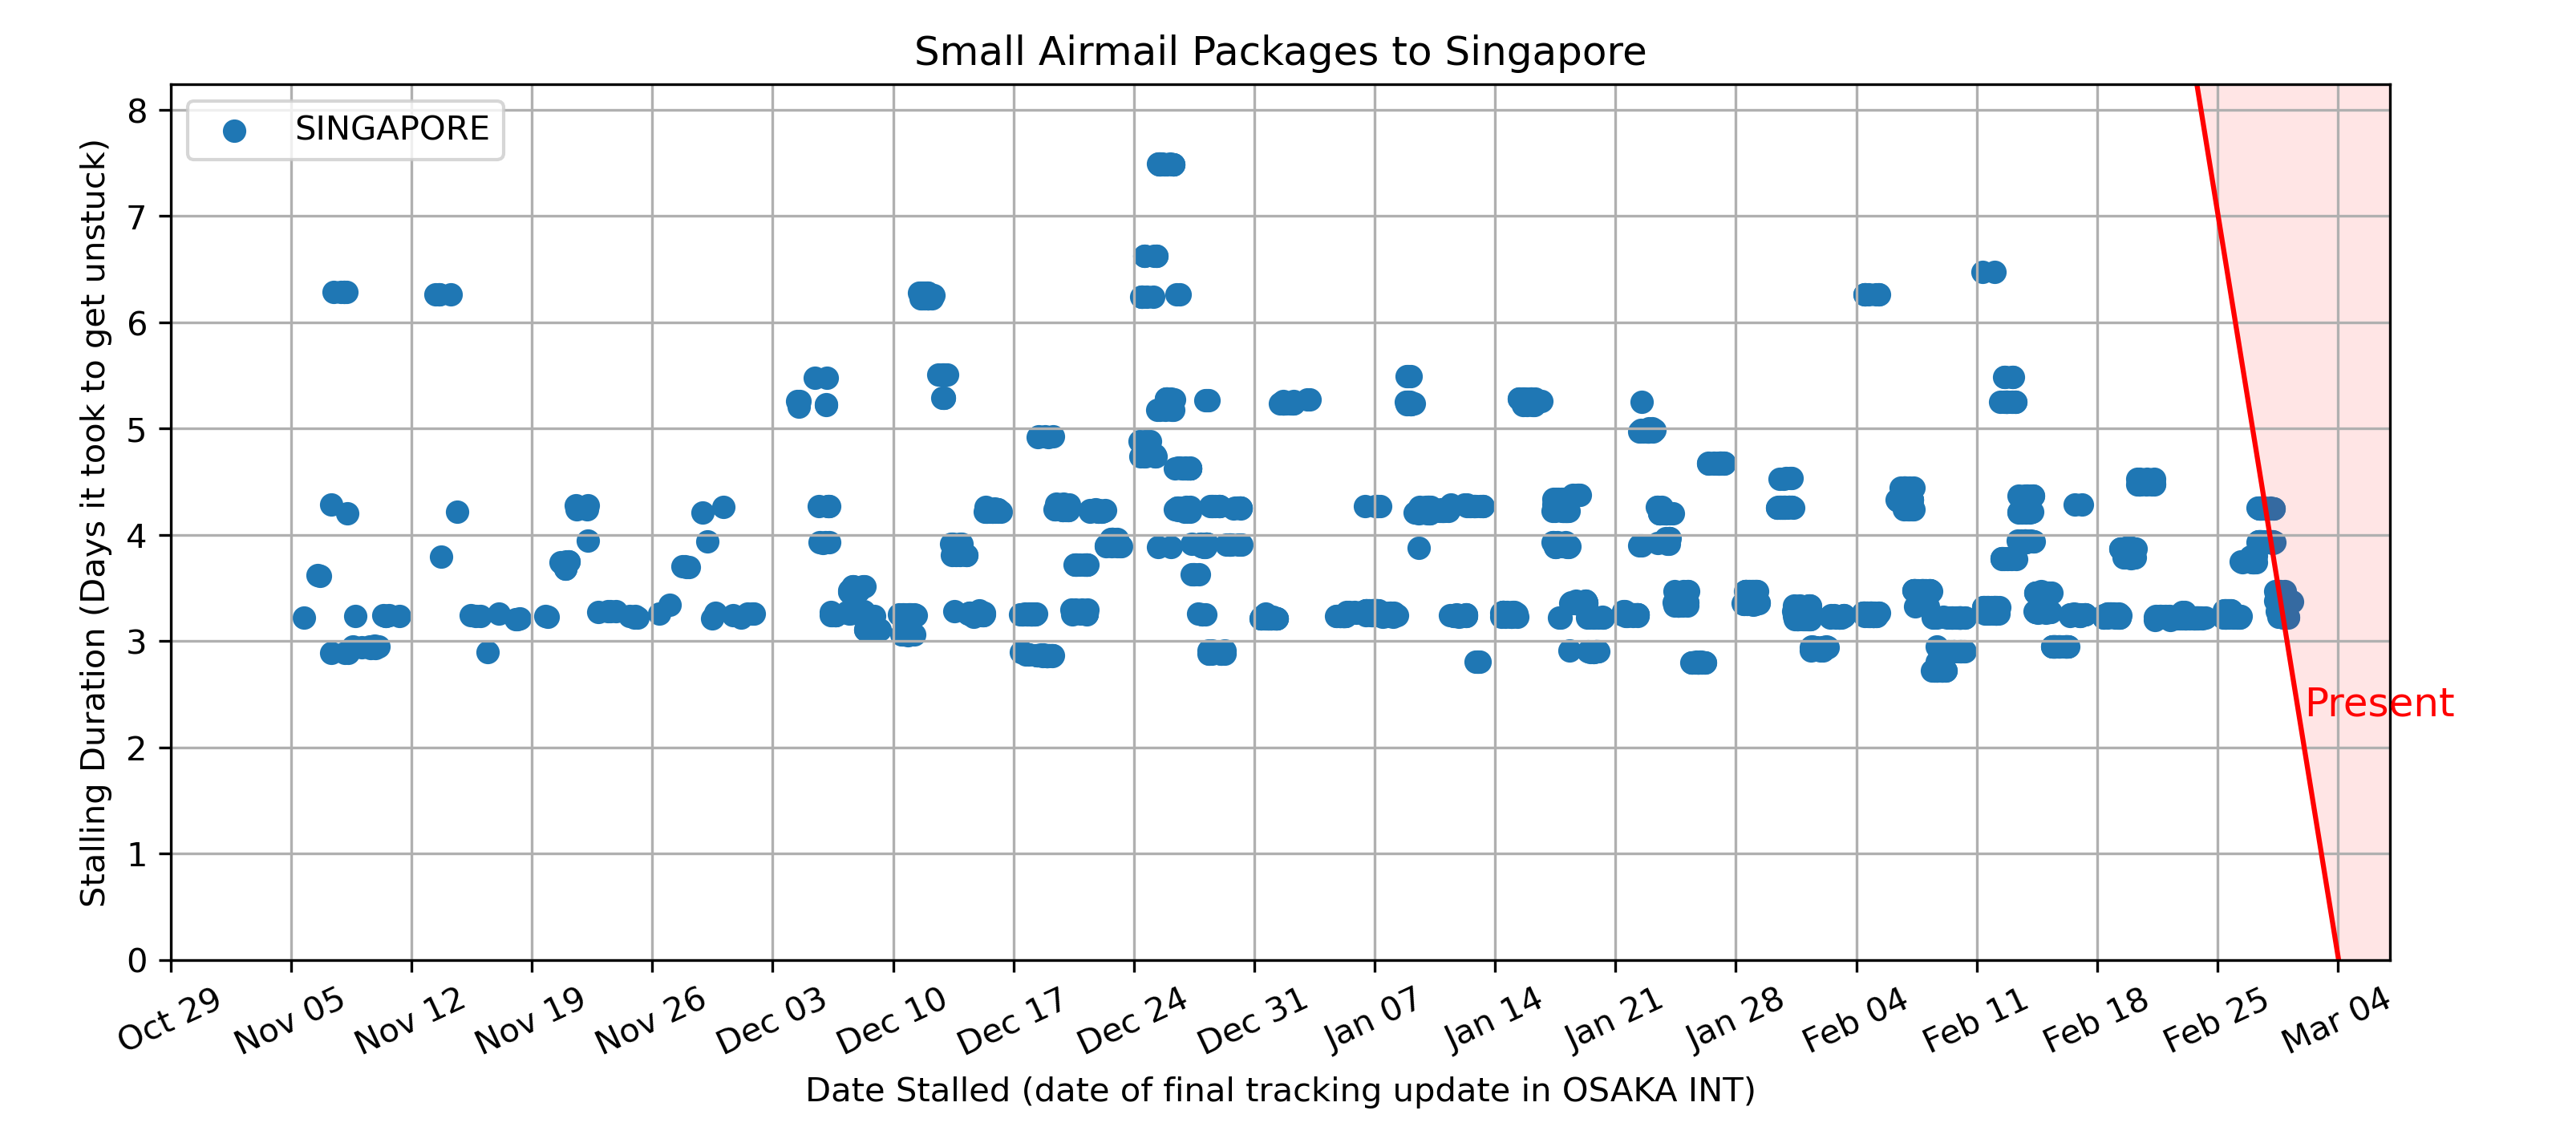 Small Airmail Packages to Singapore
SINGAPORE
Stalling Duration (Days it took to get unstuck)
8
7
6
5
4
3
2
1
0
Present
Oct 29
Nov 05
Nov 12
Nov 19
Nov 26
Dec 03
Dec 10
Dec 17
Dec 24
Dec 31
Jan 07
Jan 14
Jan 21
Jan 28
Feb 04
Feb 11
Feb 18
Feb 25
Mar 04
Date Stalled (date of final tracking update in OSAKA INT)